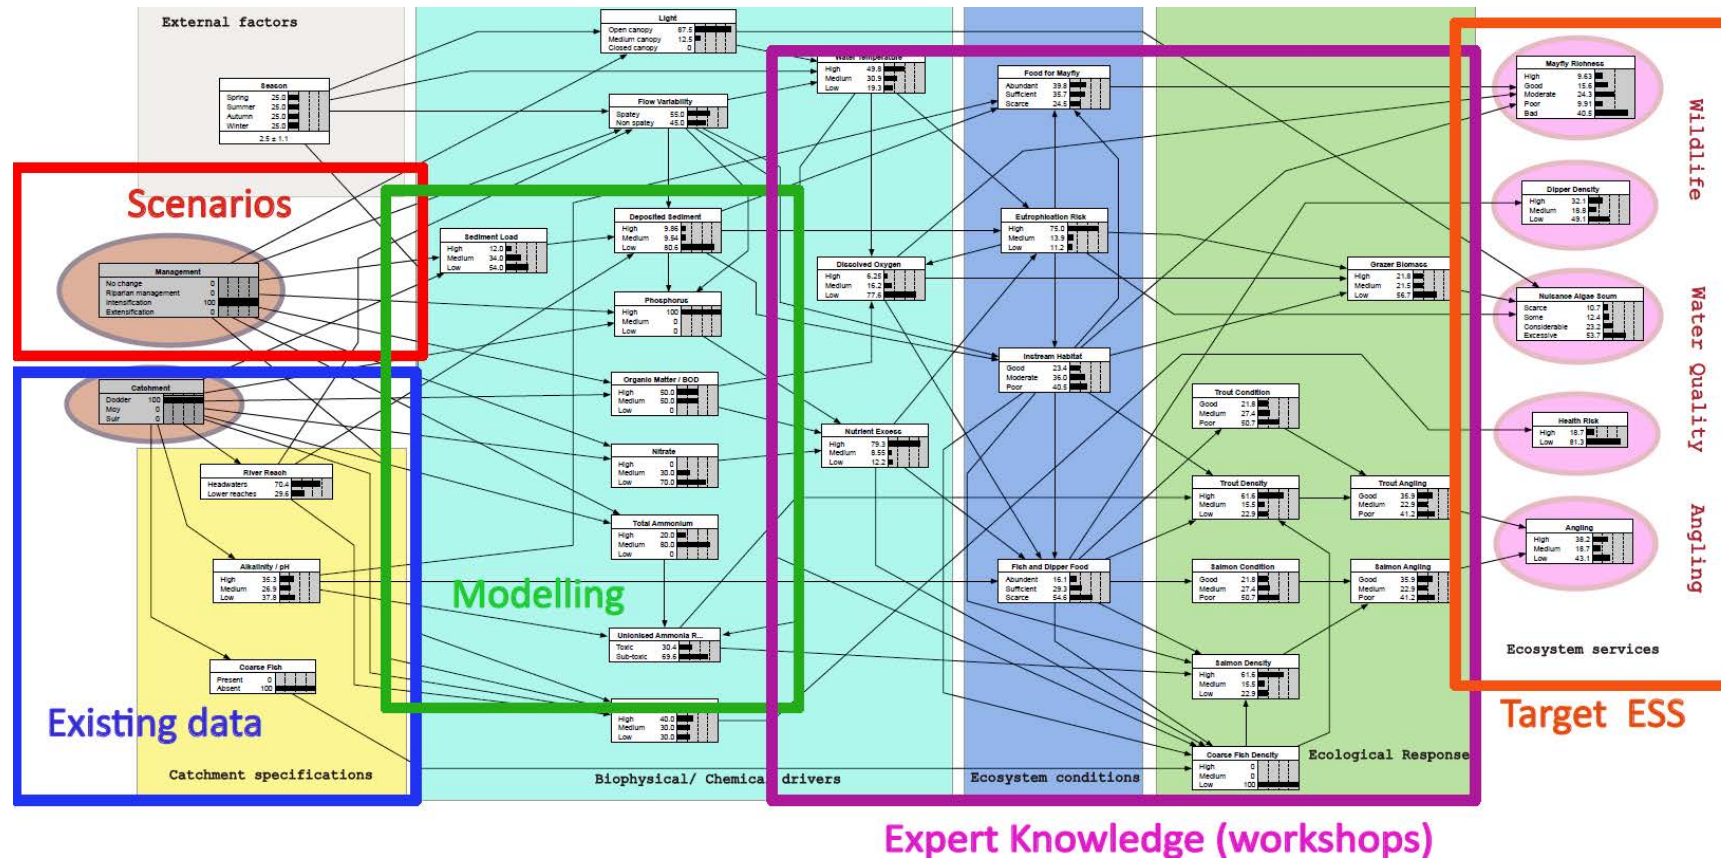 External factors
Season
Spring 25.0
Summer 25.0
Autumn 25.0
Winter 25.0
2.5 ± 1.1
Scenarios
Management
No change 0
Riparian management 0
Intensification 100
Extensification 0
Catchment
Dodder 100
Moy 0
Suir 0
River Reach
Headwaters 70.4
Lower reaches 29.6
Alkalinity / pH
High 35.3
Medium 26.9
Low 37.8
Coarse Fish
Present 0
Absent 100
Existing data
Catchment specifications
Light
Open canopy 87.5
Medium canopy 12.5
Closed canopy 0
Flow Variability
Spatey 55.0
Non spatey 45.0
Sediment Load
High 12.0
Medium 34.0
Low 54.0
Deposited Sediment
High 9.86
Medium 9.54
Low 80.6
Phosphorus
High 100
Medium 0
Low 0
Organic Matter / BOD
High 50.0
Medium 50.0
Low 0
Nitrate
High 0
Medium 30.0
Low 70.0
Total Ammonium
High 20.0
Medium 80.0
Low 0
Modelling
Unionised Ammonia R...
Toxic 30.4
Sub-toxic 69.6
High 40.0
Medium 30.0
Low 30.0
Biophysical/ Chemical drivers
Water Temperature
High 49.8
Medium 30.9
Low 19.3
Dissolved Oxygen
High 6.25
Medium 16.2
Low 77.6
Nutrient Excess
High 79.3
Medium 8.55
Low 12.2
Food for Mayfly
Abundant 39.8
Sufficient 35.7
Scarce 24.5
Eutrophication Risk
High 75.0
Medium 13.9
Low 11.2
Instream Habitat
Good 23.4
Moderate 36.0
Poor 40.5
Fish and Dipper Food
Abundent 16.1
Sufficient 29.3
Scarce 54.6
Ecosystem conditions
Grazer Biomass
High 21.8
Medium 21.5
Low 56.7
Trout Condition
Good 21.8
Medium 27.4
Poor 50.7
Trout Density
High 61.6
Medium 15.5
Low 22.9
Trout Angling
Good 35.9
Medium 22.9
Poor 41.2
Salmon Condition
Good 21.8
Medium 27.4
Poor 50.7
Salmon Angling
Good 35.9
Medium 22.9
Poor 41.2
Salmon Density
High 61.6
Medium 15.5
Low 22.9
Coarse Fish Density
High 0
Medium 0
Low 100
Ecological Response
Expert Knowledge (workshops)
Mayfly Richness
High 9.63
Good 15.6
Moderate 24.3
Poor 9.91
Bad 40.5
Dipper Density
High 32.1
Medium 18.8
Low 49.1
Nuisance Algae Scum
Scarce 10.7
Some 12.4
Considerable 23.2
Excessive 53.7
Health Risk
High 18.7
Low 81.3
Angling
High 38.2
Medium 18.7
Low 43.1
Wildlife
Water Quality
Angling
Ecosystem services
Target ESS